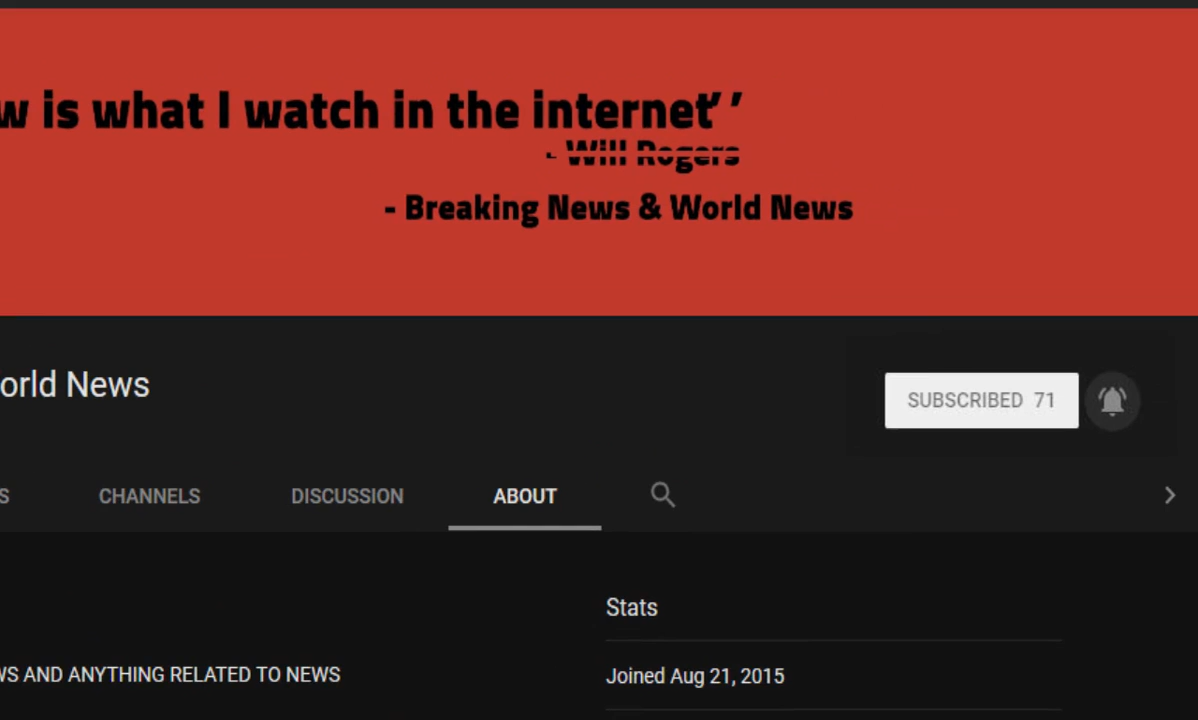 w is what I watch in the internet’’
- Will Rogers
- Breaking News & World News
orld News
SUBSCRIBED 71
S CHANNELS DISCUSSION ABOUT
Stats
WS AND ANYTHING RELATED TO NEWS
Joined Aug 21, 2015